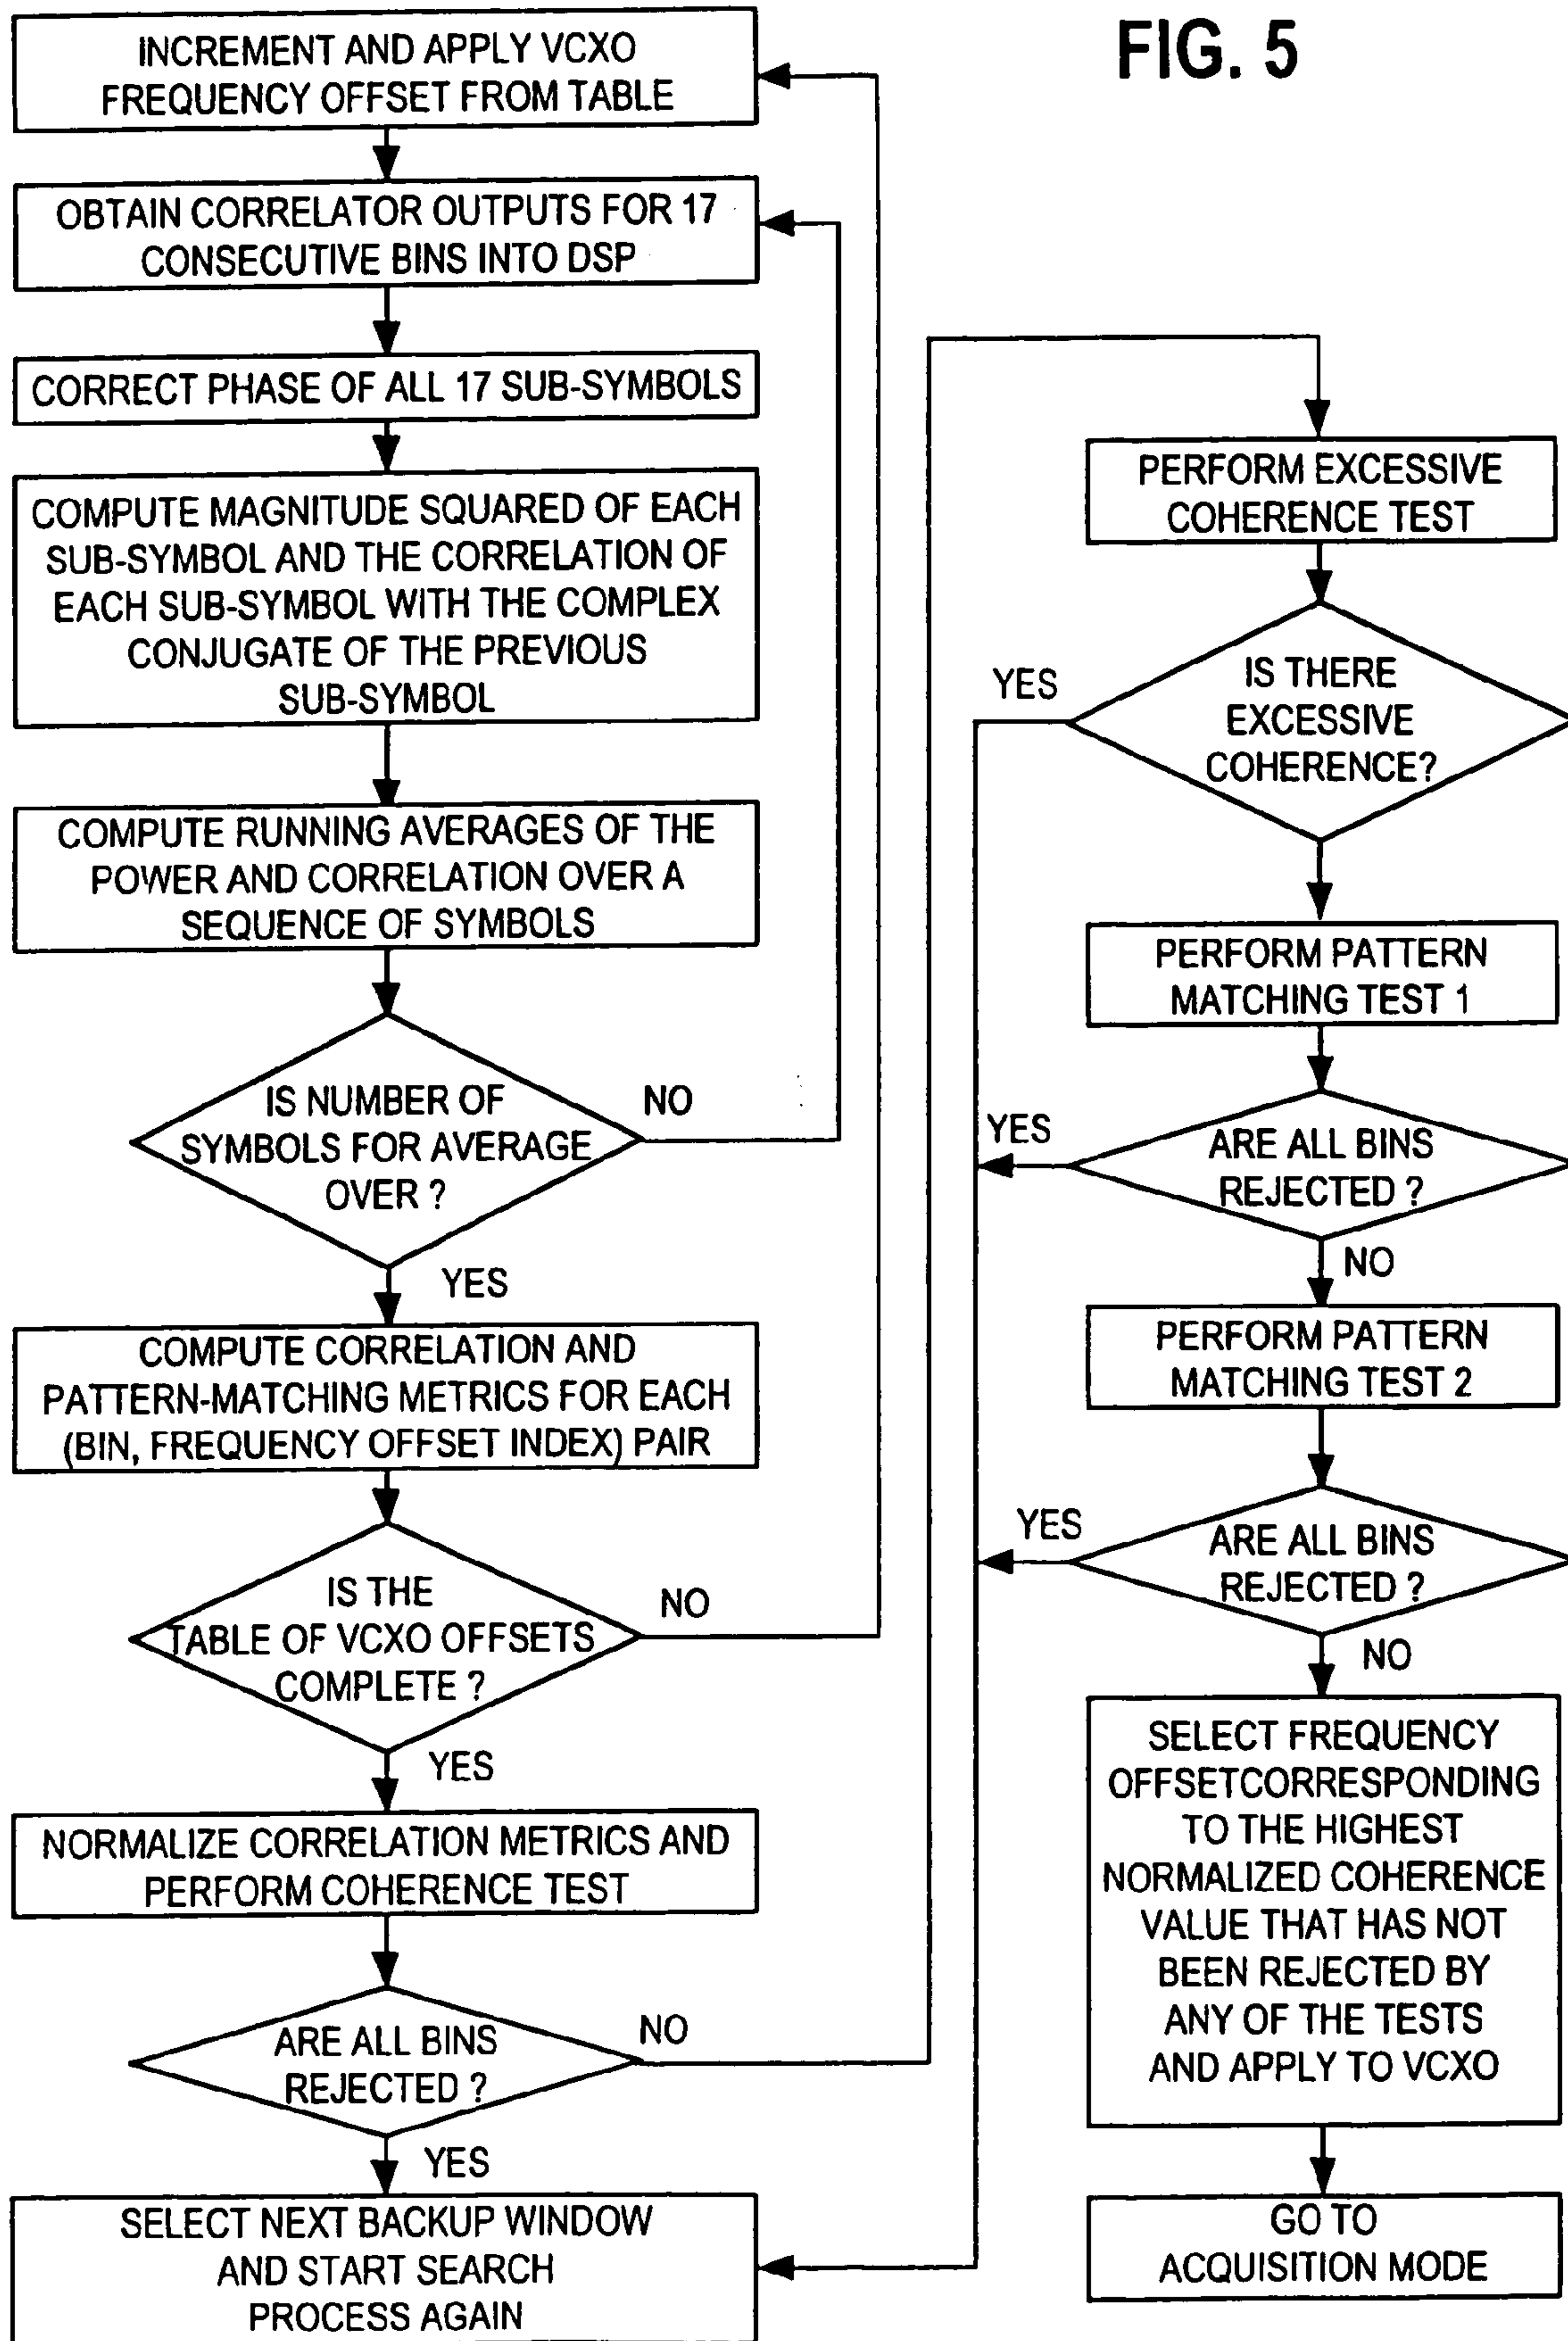 FIG. 5
INCREMENT AND APPLY VCXO
FREQUENCY OFFSET FROM TABLE
OBTAIN CORRELATOR OUTPUTS FOR 17
CONSECUTIVE BINS INTO DSP
CORRECT PHASE OF ALL 17 SUB-SYMBOLS
COMPUTE MAGNITUDE SQUARED OF EACH
SUB-SYMBOL AND THE CORRELATION OF
EACH SUB-SYMBOL WITH THE COMPLEX
CONJUGATE OF THE PREVIOUS
SUB-SYMBOL
COMPUTE RUNNING AVERAGES OF THE
POWER AND CORRELATION OVER A
SEQUENCE OF SYMBOLS
IS NUMBER OF
SYMBOLS FOR AVERAGE
OVER ?
NO
YES
COMPUTE CORRELATION AND
PATTERN-MATCHING METRICS FOR EACH
(BIN, FREQUENCY OFFSET INDEX) PAIR
IS THE
TABLE OF VCXO OFFSETS
COMPLETE ?
NO
YES
NORMALIZE CORRELATION METRICS AND
PERFORM COHERENCE TEST
ARE ALL BINS
REJECTED ?
NO
YES
SELECT NEXT BACKUP WINDOW
AND START SEARCH
PROCESS AGAIN
PERFORM EXCESSIVE
COHERENCE TEST
IS THERE
EXCESSIVE
COHERENCE?
YES
PERFORM PATTERN
MATCHING TEST 1
ARE ALL BINS
REJECTED ?
YES
NO
PERFORM PATTERN
MATCHING TEST 2
ARE ALL BINS
REJECTED ?
YES
NO
SELECT FREQUENCY
OFFSETCORRESPONDING
TO THE HIGHEST
NORMALIZED COHERENCE
VALUE THAT HAS NOT
BEEN REJECTED BY
ANY OF THE TESTS
AND APPLY TO VCXO
GO TO
ACQUISITION MODE